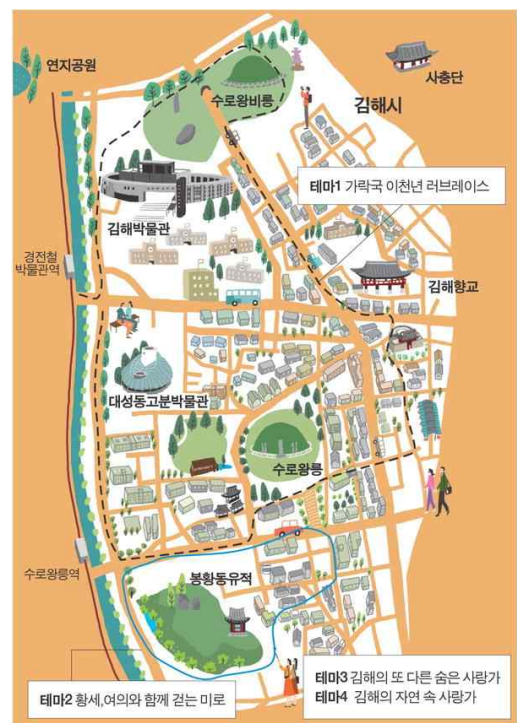 연지공원
사충단
수로왕비릉
김해시
테마1 가락국 이천년 러브레이스
김해박물관
경전철
박물관역
김해향교
대성동고분박물관
수로왕릉
수로왕릉역
봉황동유적
테마2 황세,여의와 함께 걷는 미로
테마3 김해의 또 다른 숨은 사랑가
테마4 김해의 자연 속 사랑가